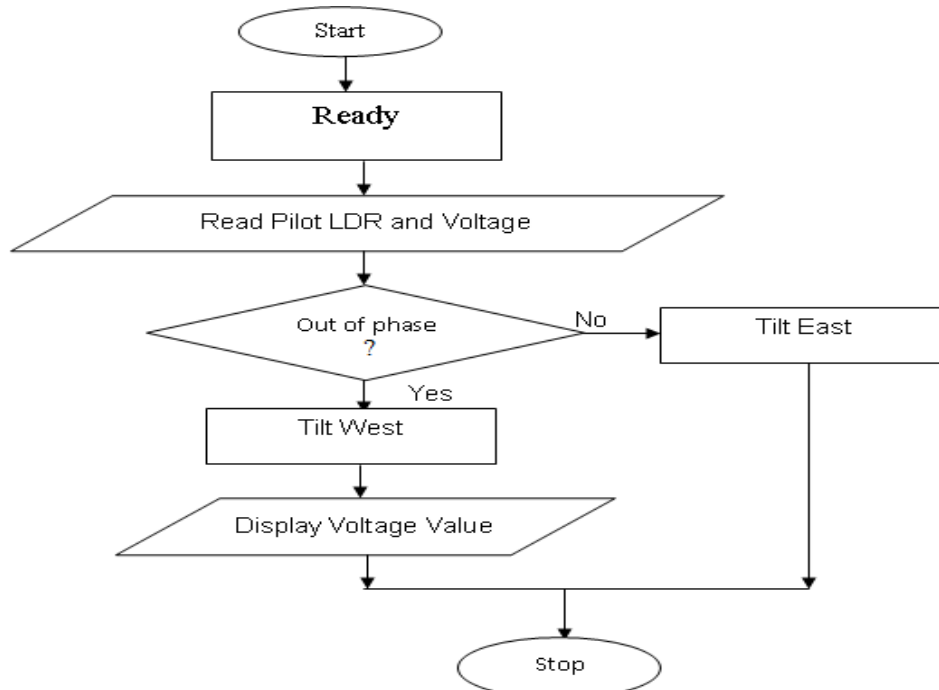 Start
Ready
Read Pilot LDR and Voltage
Out of phase
?
No
Tilt East
Yes
Tilt West
Display Voltage Value
Stop